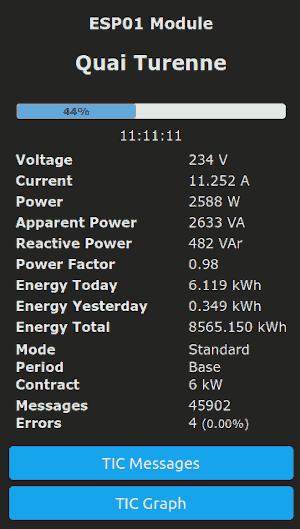 ESP01 Module
Quai Turenne
44%
11:11:11
Voltage 234 V
Current 11.252 A
Power 2588 W
Apparent Power 2633 VA
Reactive Power 482 VAr
Power Factor 0.98
Energy Today 6.119 kWh
Energy Yesterday 0.349 kWh
Energy Total 8565.150 kWh
Mode Standard
Period Base
Contract 6 kW
Messages 45902
Errors 4 (0.00%)
TIC Messages
TIC Graph